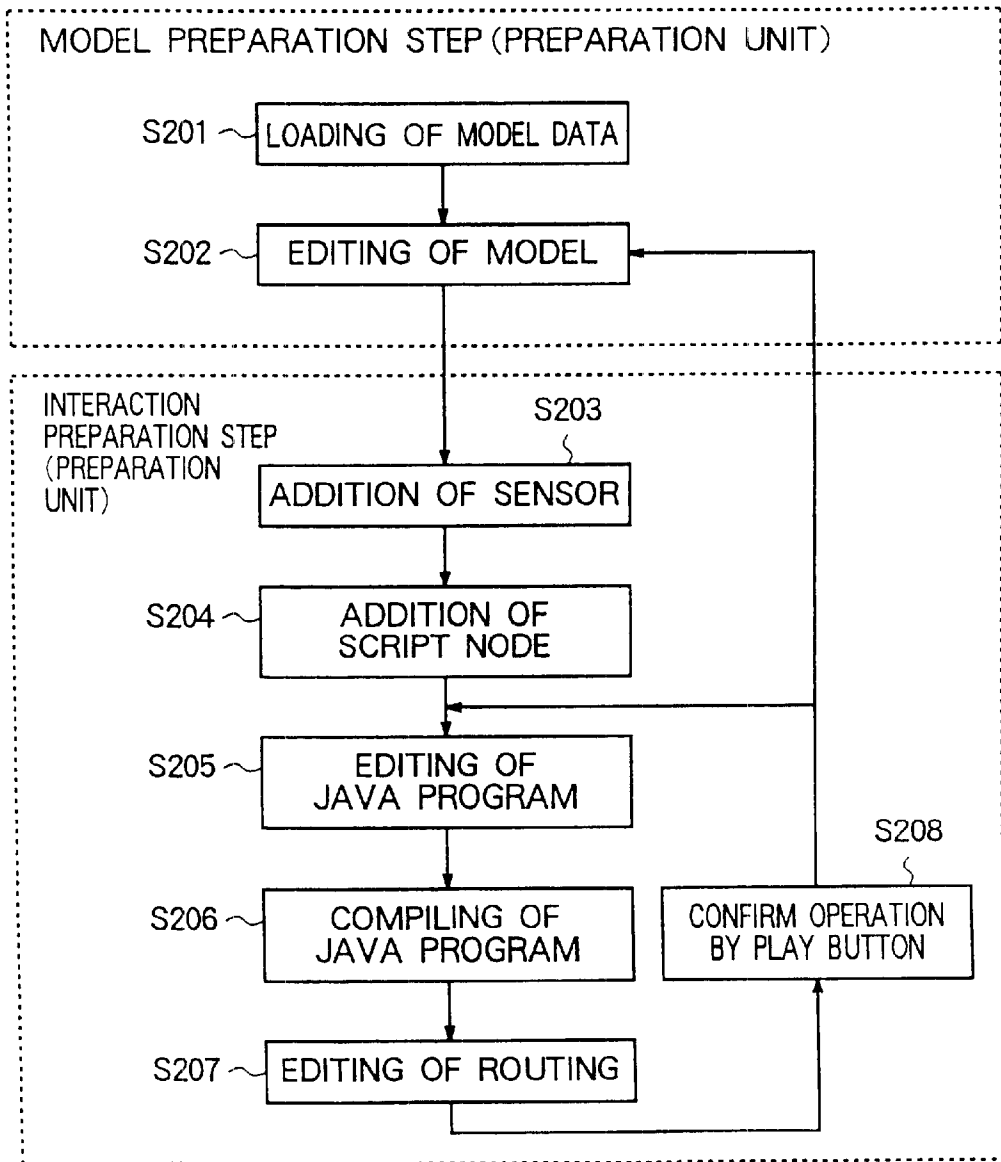 MODEL PREPARATION STEP (PREPARATION UNIT)
S201
LOADING OF MODEL DATA
S202
EDITING OF MODEL
INTERACTION
PREPARATION STEP
(PREPARATION
UNIT)
S203
ADDITION OF SENSOR
S204
ADDITION OF
SCRIPT NODE
S205
EDITING OF
JAVA PROGRAM
S206
COMPILING OF
JAVA PROGRAM
S208
CONFIRM OPERATION
BY PLAY BUTTON
S207
EDITING OF ROUTING